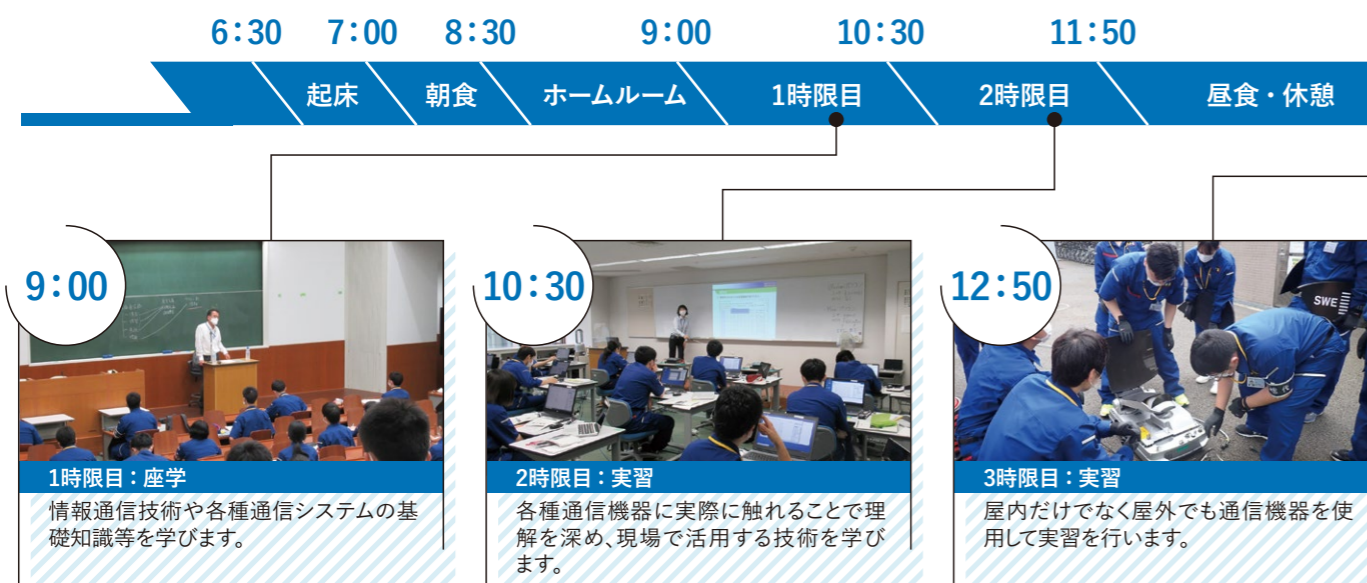 6:30 7:00 8:30 9:00 10:30 11:50
起床 朝食 ホームルーム 1時限目 2時限目 昼食・休憩
9:00
1時限目：座学
情報通信技術や各種通信システムの基
礎知識等を学びます。
10:30
2時限目：実習
各種通信機器に実際に触れることで理
解を深め、現場で活用する技術を学び
ます。
12:50
SWE
3時限目：実習
屋内だけでなく屋外でも通信機器を使
用して実習を行います。